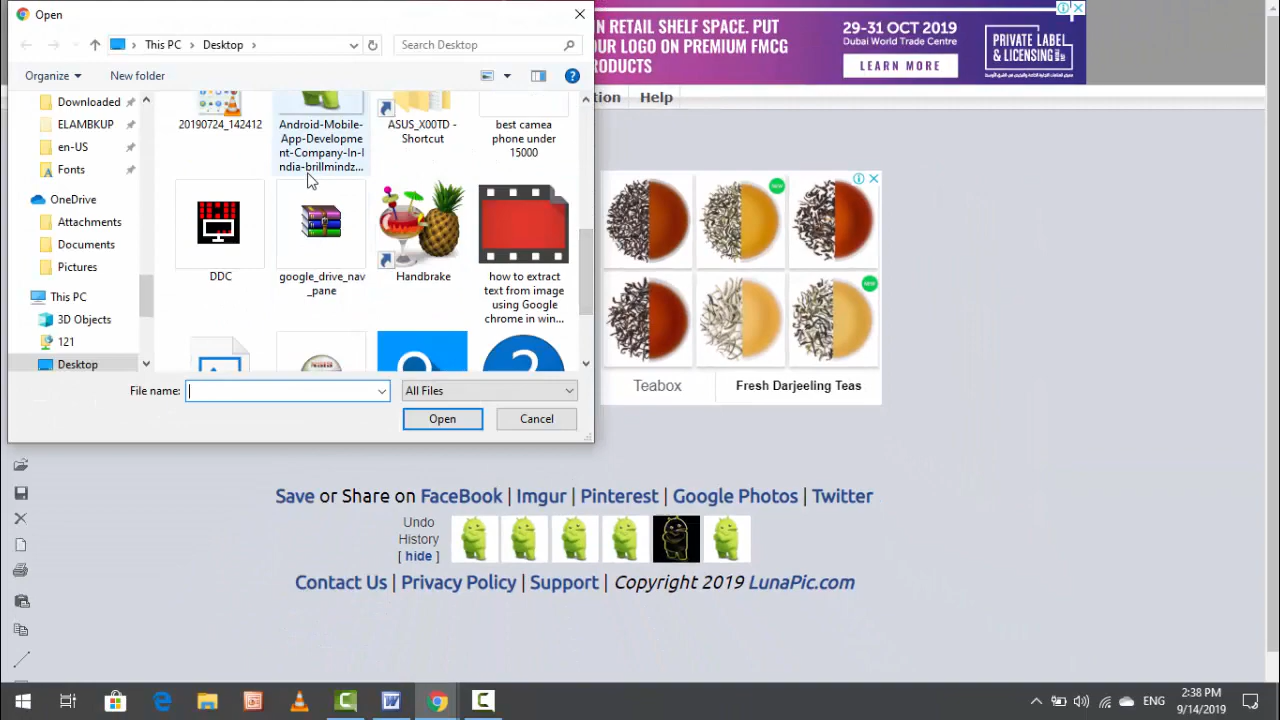 Open
This PC
Desktop
Search Desktop
Organize
New folder
Downloaded
ELAMBKUP
en-US
Fonts
OneDrive
Attachments
Documents
Pictures
This PC
3D Objects
121
Desktop
20190724_142412
Android-Mobile-
App-Developme
nt-Company-In-I
ndia-brillmindz...
ASUS_X00TD -
Shortcut
best camea
phone under
15000
DDC
google_drive_nav
_pane
Handbrake
how to extract
text from image
using Google
chrome in win...
File name:
All Files
Open
Cancel
N RETAIL SHELF SPACE. PUT
OUR LOGO ON PREMIUM FMCG
RODUCTS
29-31 OCT 2019
Dubai World Trade Centre
LEARN MORE
PRIVATE LABEL
& LICENSING
tion
Help
NEW
NEW
Teabox
Fresh Darjeeling Teas
Save or Share on FaceBook | Imgur | Pinterest | Google Photos | Twitter
Undo
History
[ hide ]
Contact Us | Privacy Policy | Support | Copyright 2019 LunaPic.com
ENG
2:38 PM
9/14/2019